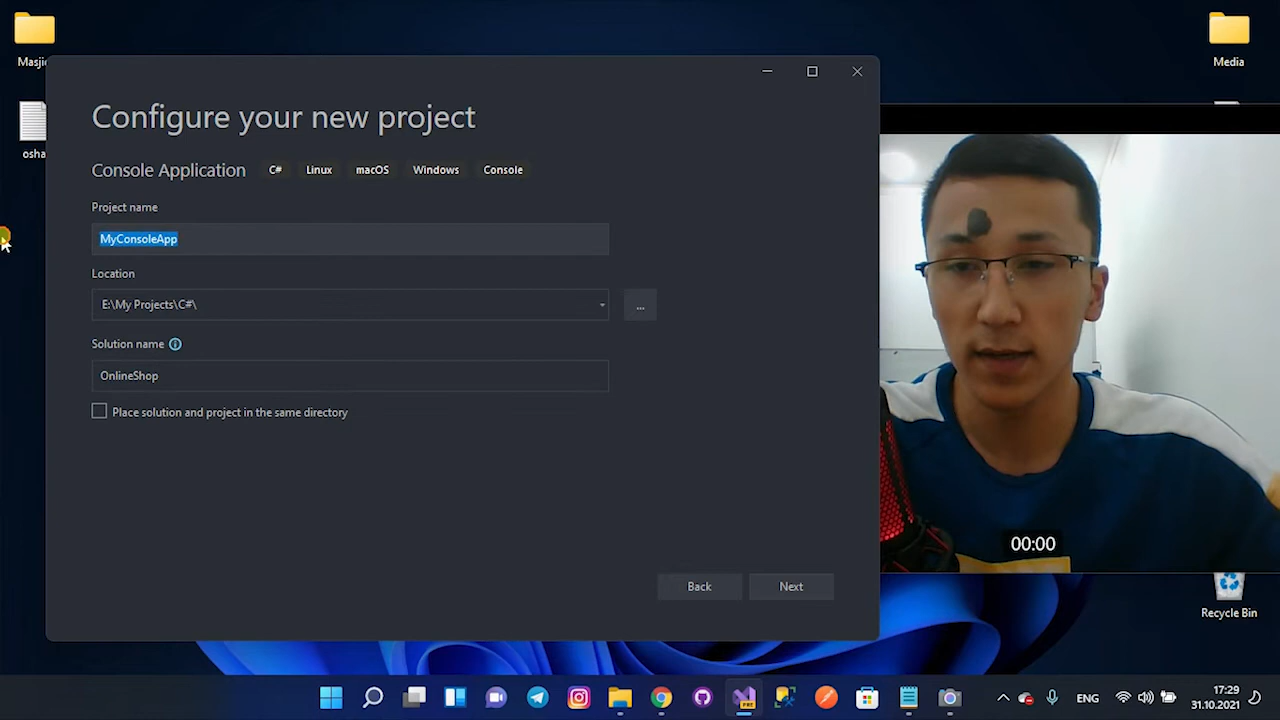 Masji
Media
osha
Configure your new project
Console Application C# Linux macOS Windows Console
Project name
MyConsoleApp
Location
E:\My Projects\C#\
...
Solution name
OnlineShop
Place solution and project in the same directory
00:00
Back Next
Recycle Bin
PRE
ENG
17:29
31.10.2021